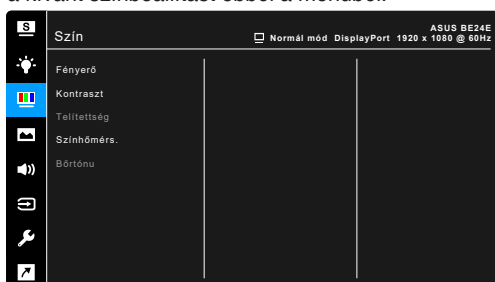 a kívánt színbeállítást ebből a menüből.
S
Szín
ASUS BE24E
Normál mód DisplayPort 1920 x 1080 @ 60Hz
Fényerő
Kontraszt
Telítettség
Színhőmérs.
Bőrtónu